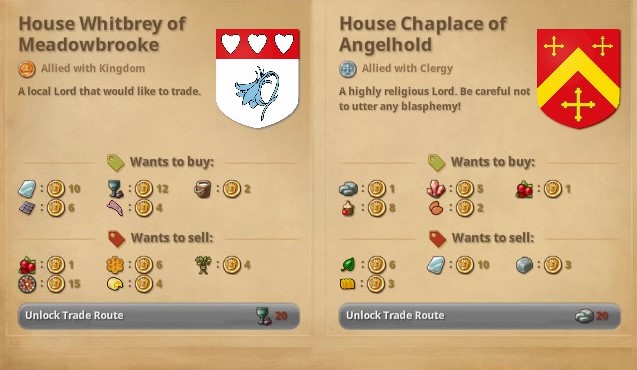 House Whitbrey of
Meadowbrooke
Allied with Kingdom
A local Lord that would like to trade.
Wants to buy:
: 10 : 12 : 2
: 6 : 4
Wants to sell:
: 1 : 6 : 4
: 15 : 4
Unlock Trade Route 20
House Chaplace of
Angelhold
Allied with Clergy
A highly religious Lord. Be careful not
to utter any blasphemy!
Wants to buy:
: 1 : 5 : 1
: 8 : 2
Wants to sell:
: 6 : 10 : 3
: 3
Unlock Trade Route 20